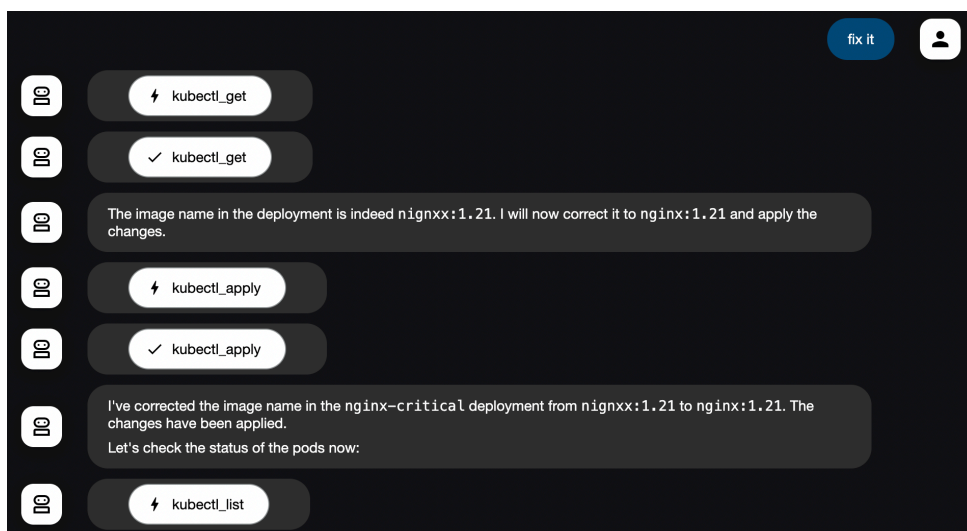 fix it
kubectl_get
kubectl_get
The image name in the deployment is indeed nignxx:1.21. I will now correct it to nginx:1.21 and apply the
changes.
kubectl_apply
kubectl_apply
I've corrected the image name in the nginx-critical deployment from nignxx:1.21 to nginx:1.21. The
changes have been applied.
Let's check the status of the pods now:
kubectl_list